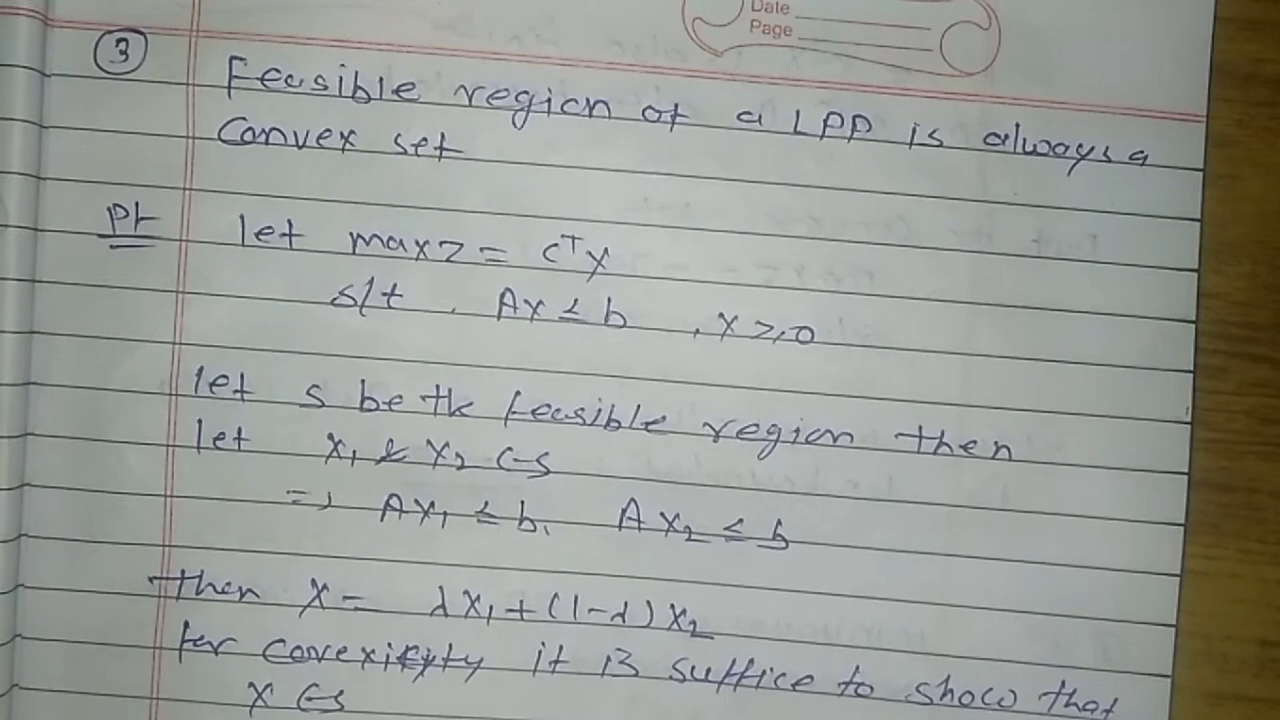 Date
Page
3
Feasible region of a LPP is always a
convex set
Pf
let max z = cᵀx
s/t . Ax ≤ b , x ≥ 0
let s be the feasible region then
let x₁ & x₂ ∈ s
⇒ Ax₁ ≤ b, Ax₂ ≤ b
then x = λx₁ + (1-λ) x₂
for convexity it is suffice to show that
x ∈ s